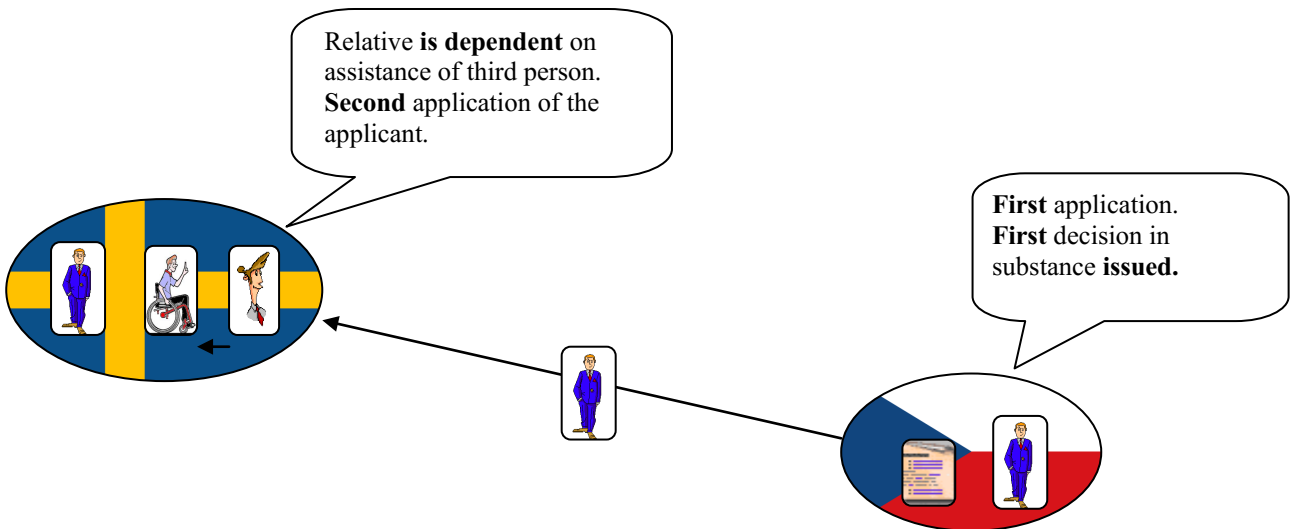 Relative is dependent on
assistance of third person.
Second application of the
applicant.
First application.
First decision in
substance issued.